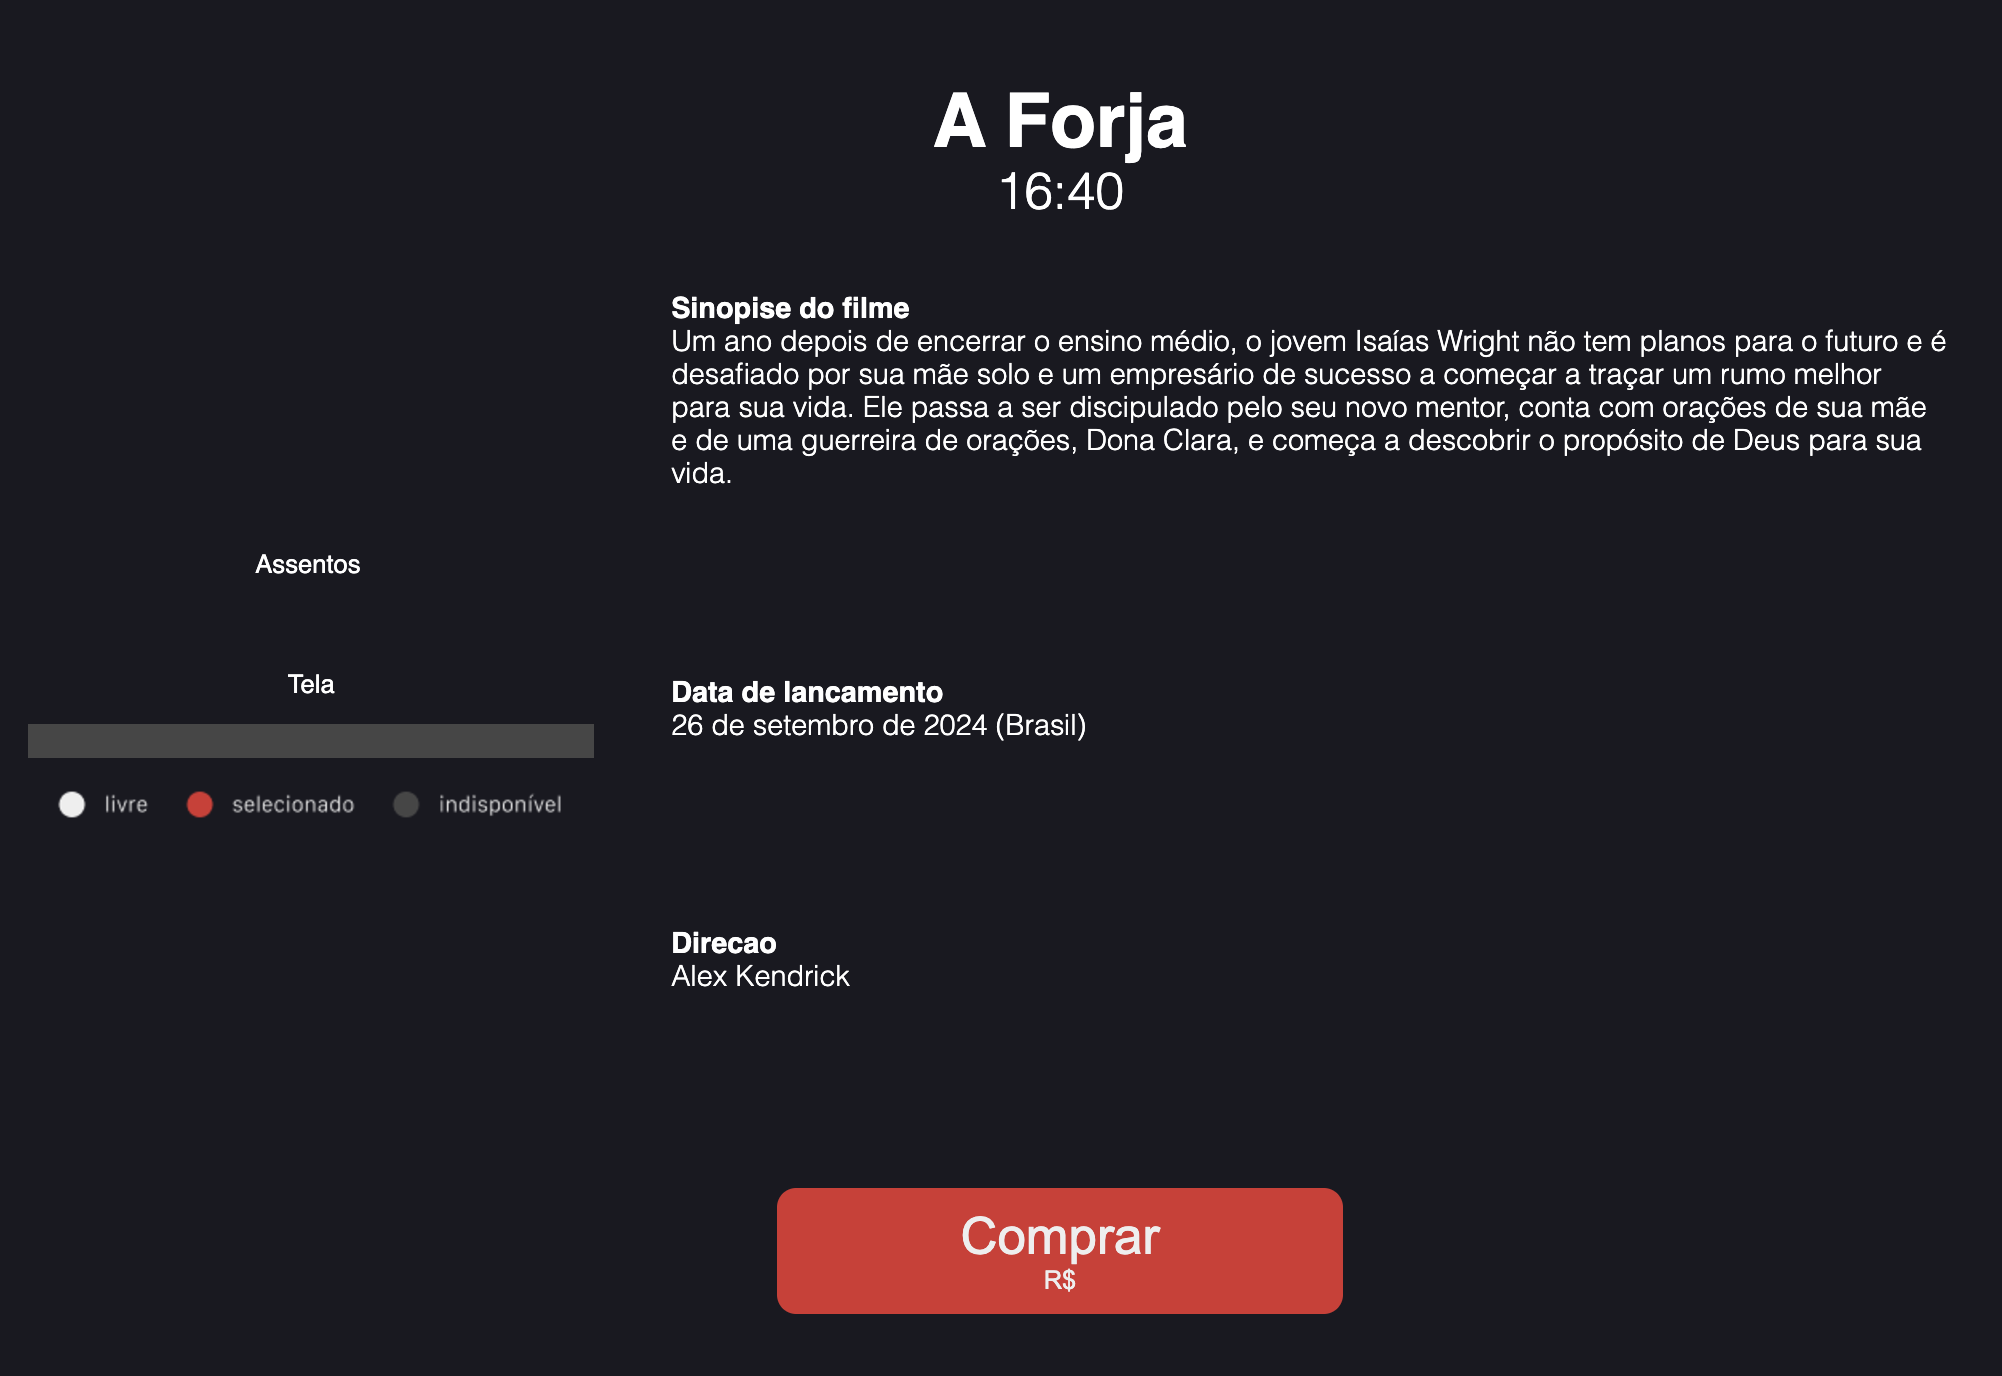 A Forja
16:40
Sinopise do filme
Um ano depois de encerrar o ensino médio, o jovem Isaías Wright não tem planos para o futuro e é
desafiado por sua mãe solo e um empresário de sucesso a começar a traçar um rumo melhor
para sua vida. Ele passa a ser discipulado pelo seu novo mentor, conta com orações de sua mãe
e de uma guerreira de orações, Dona Clara, e começa a descobrir o propósito de Deus para sua
vida.
Assentos
Tela
livre selecionado indisponível
Data de lancamento
26 de setembro de 2024 (Brasil)
Direcao
Alex Kendrick
Comprar
R$